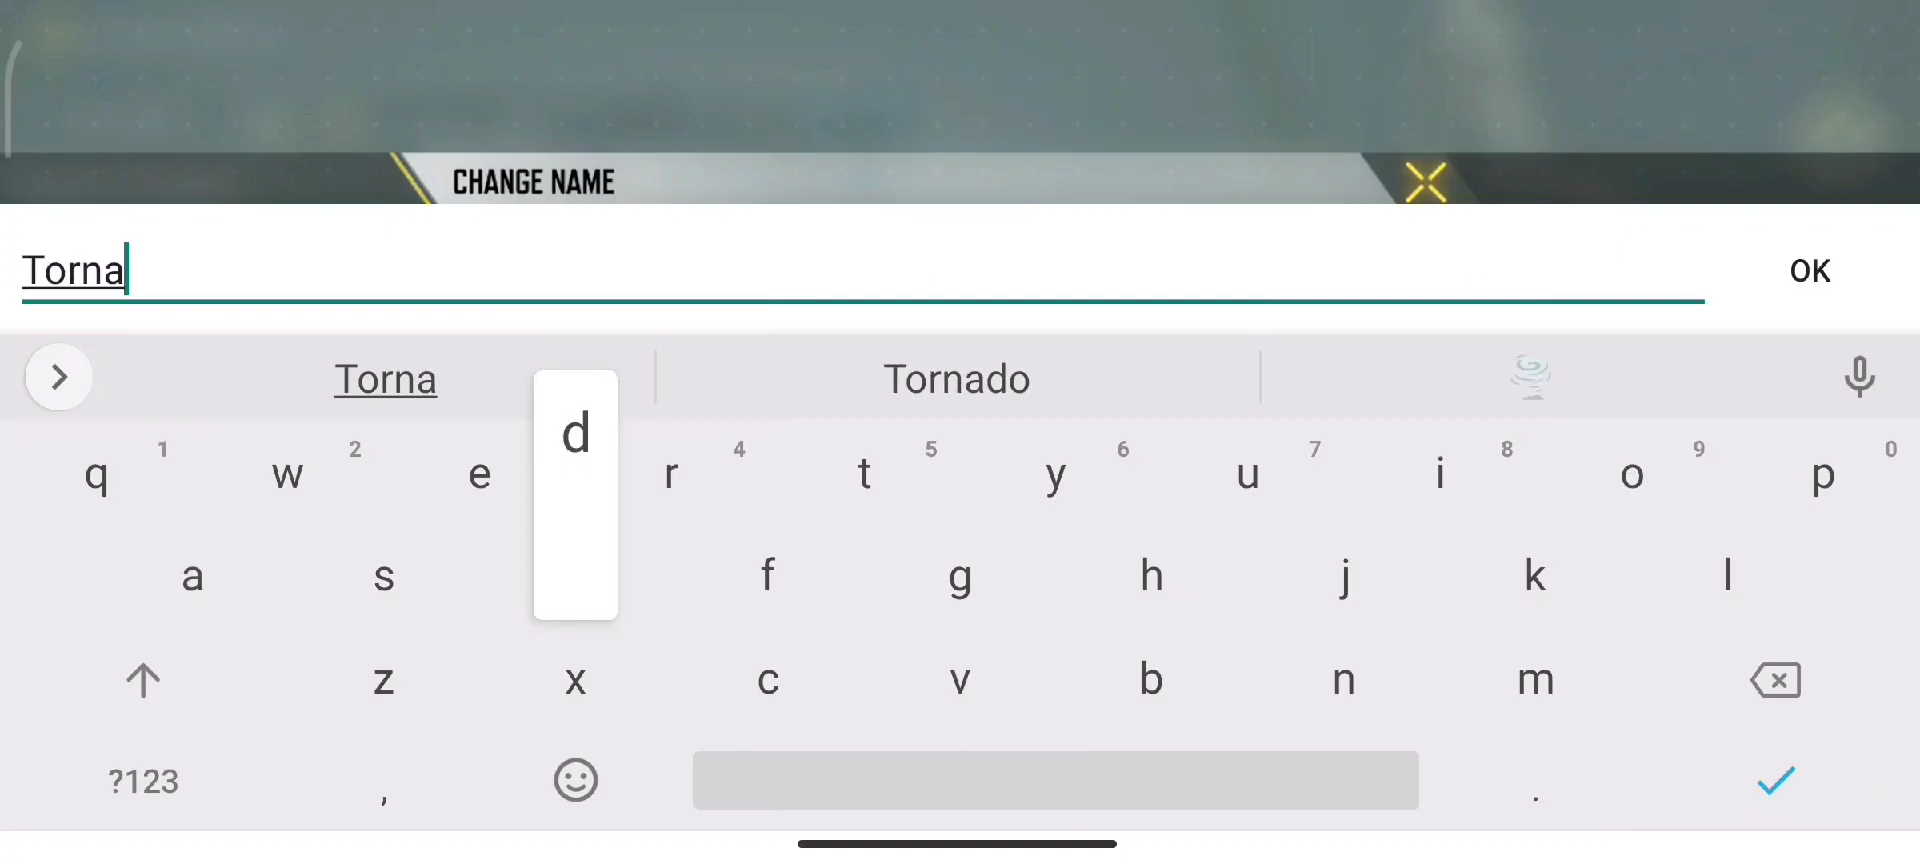 CHANGE NAME
Torna
OK
Torna Tornado
q 1 w 2 e r 4 t 5 y 6 u 7 i 8 o 9 p 0
a s d f g h j k l
z x c v b n m
?123 , .